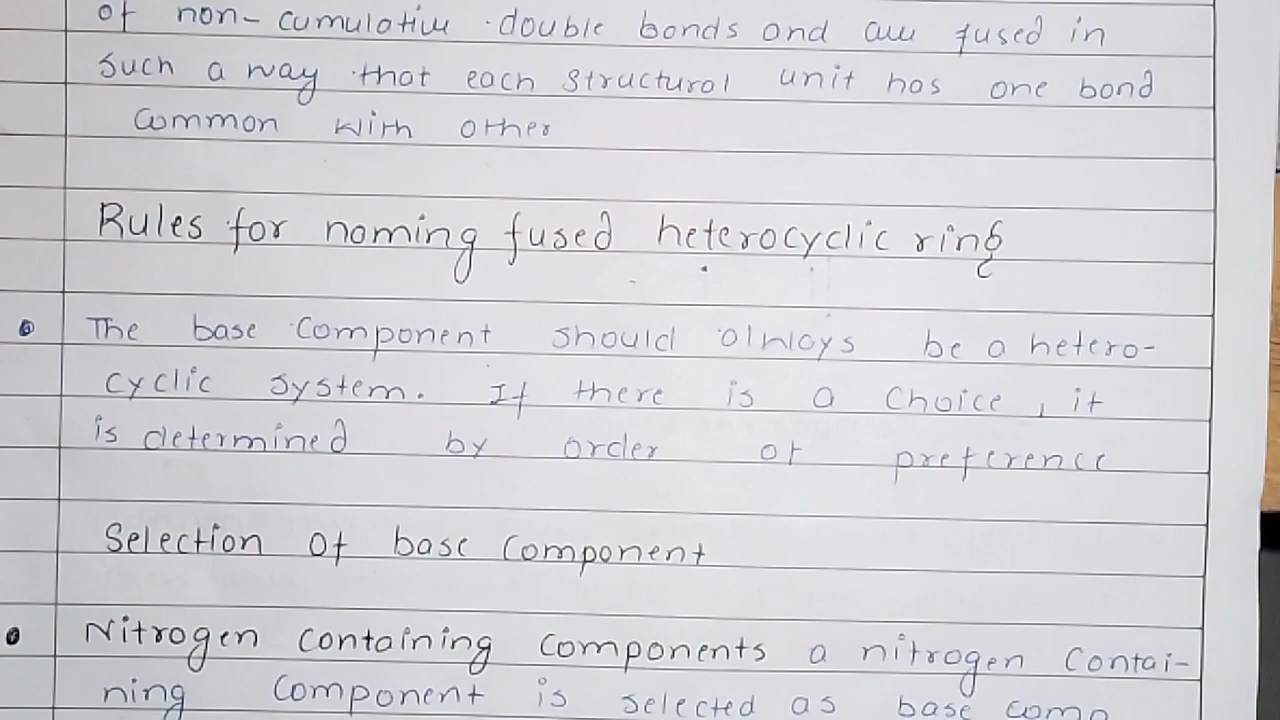 of non-cumulative double bonds and are fused in
such a way that each structural unit has one bond
common with other
Rules for naming fused heterocyclic ring
The base component should always be a hetero-
cyclic system. If there is a choice, it
is determined by order of preference
Selection of base component
Nitrogen containing components a nitrogen contai-
ning component is selected as base comp